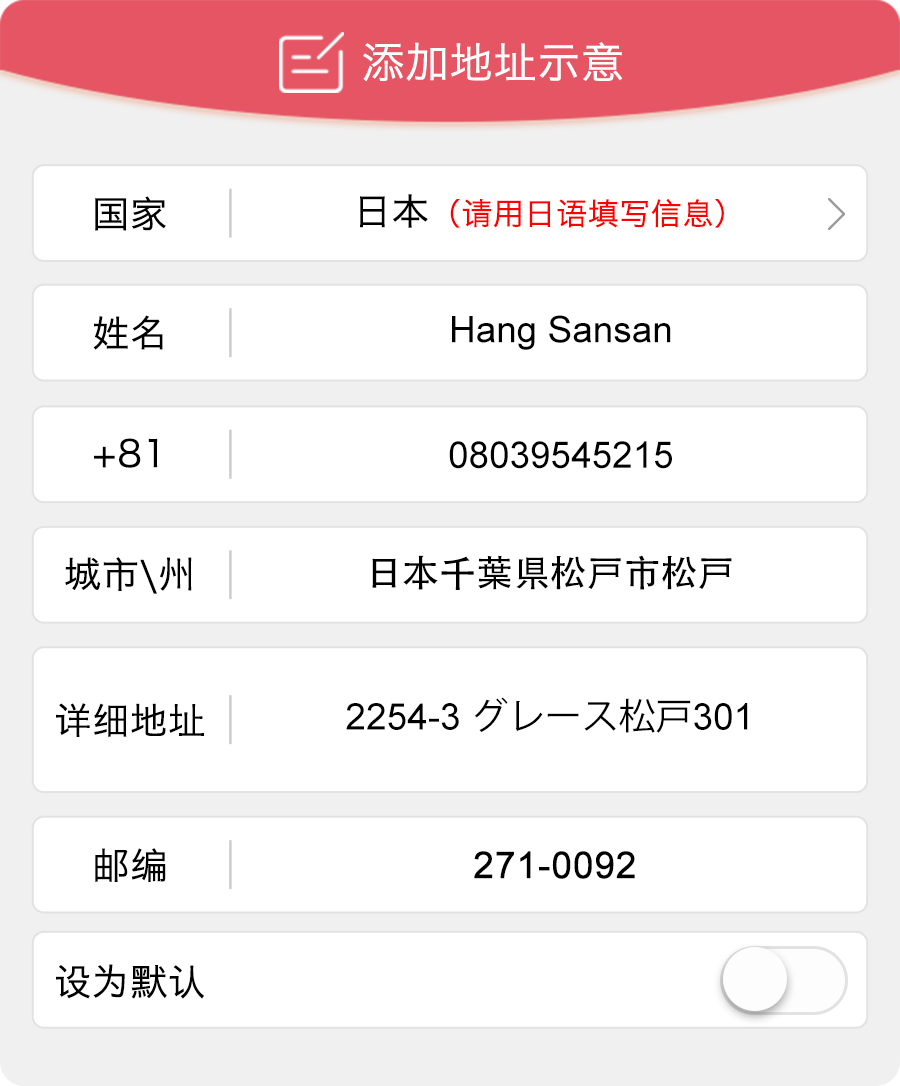 添加地址示意
国家 日本（请用日语填写信息）
姓名 Hang Sansan
+81 08039545215
城市\州 日本千葉県松戸市松戸
详细地址 2254-3 グレース松戸301
邮编 271-0092
设为默认